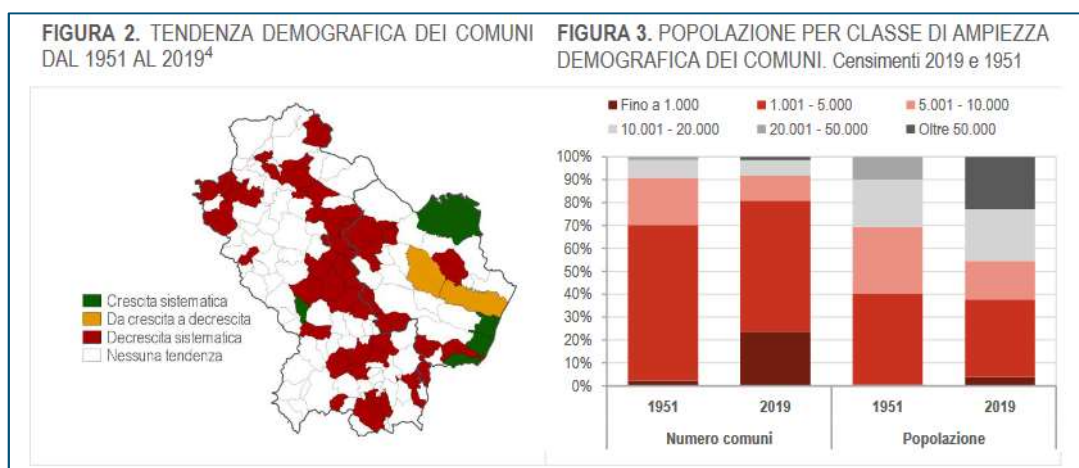 FIGURA 2. TENDENZA DEMOGRAFICA DEI COMUNI
DAL 1951 AL 2019⁴
Crescita sistematica
Da crescita a decrescita
Decrescita sistematica
Nessuna tendenza
FIGURA 3. POPOLAZIONE PER CLASSE DI AMPIEZZA
DEMOGRAFICA DEI COMUNI. Censimenti 2019 e 1951
Fino a 1.000 1.001 - 5.000 5.001 - 10.000
10.001 - 20.000 20.001 - 50.000 Oltre 50.000
100%
90%
80%
70%
60%
50%
40%
30%
20%
10%
0%
1951 2019 1951 2019
Numero comuni Popolazione